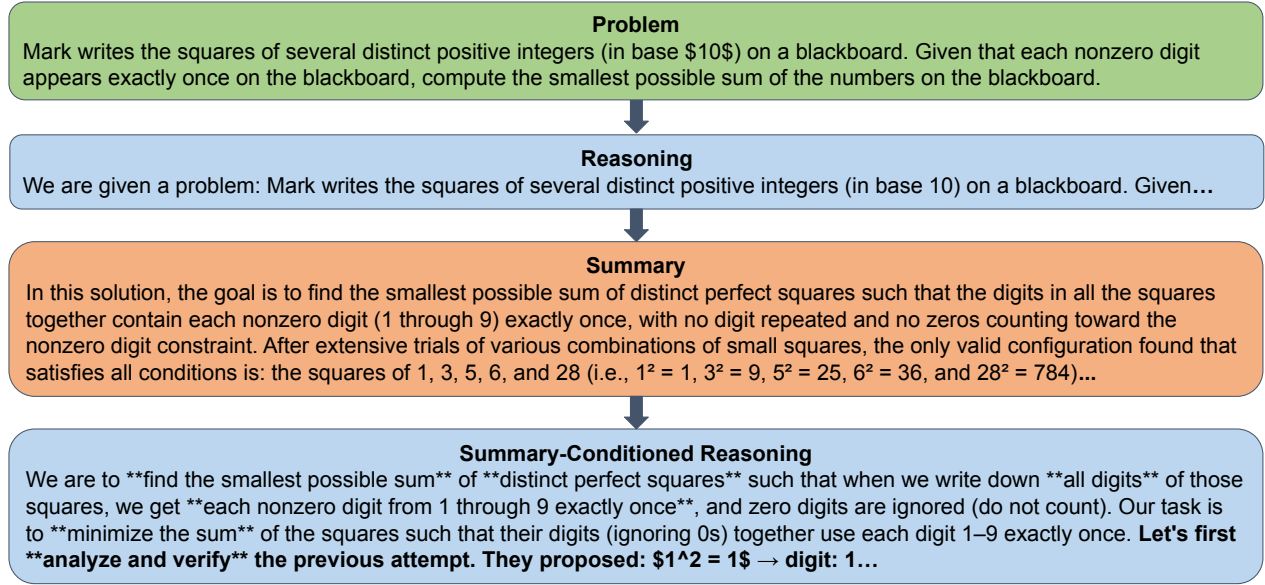 Problem
Mark writes the squares of several distinct positive integers (in base $10$) on a blackboard. Given that each nonzero digit
appears exactly once on the blackboard, compute the smallest possible sum of the numbers on the blackboard.
Reasoning
We are given a problem: Mark writes the squares of several distinct positive integers (in base 10) on a blackboard. Given…
Summary
In this solution, the goal is to find the smallest possible sum of distinct perfect squares such that the digits in all the squares
together contain each nonzero digit (1 through 9) exactly once, with no digit repeated and no zeros counting toward the
nonzero digit constraint. After extensive trials of various combinations of small squares, the only valid configuration found that
satisfies all conditions is: the squares of 1, 3, 5, 6, and 28 (i.e., 1² = 1, 3² = 9, 5² = 25, 6² = 36, and 28² = 784)...
Summary-Conditioned Reasoning
We are to **find the smallest possible sum** of **distinct perfect squares** such that when we write down **all digits** of those
squares, we get **each nonzero digit from 1 through 9 exactly once**, and zero digits are ignored (do not count). Our task is
to **minimize the sum** of the squares such that their digits (ignoring 0s) together use each digit 1–9 exactly once. Let's first
**analyze and verify** the previous attempt. They proposed: $1^2 = 1$ → digit: 1…